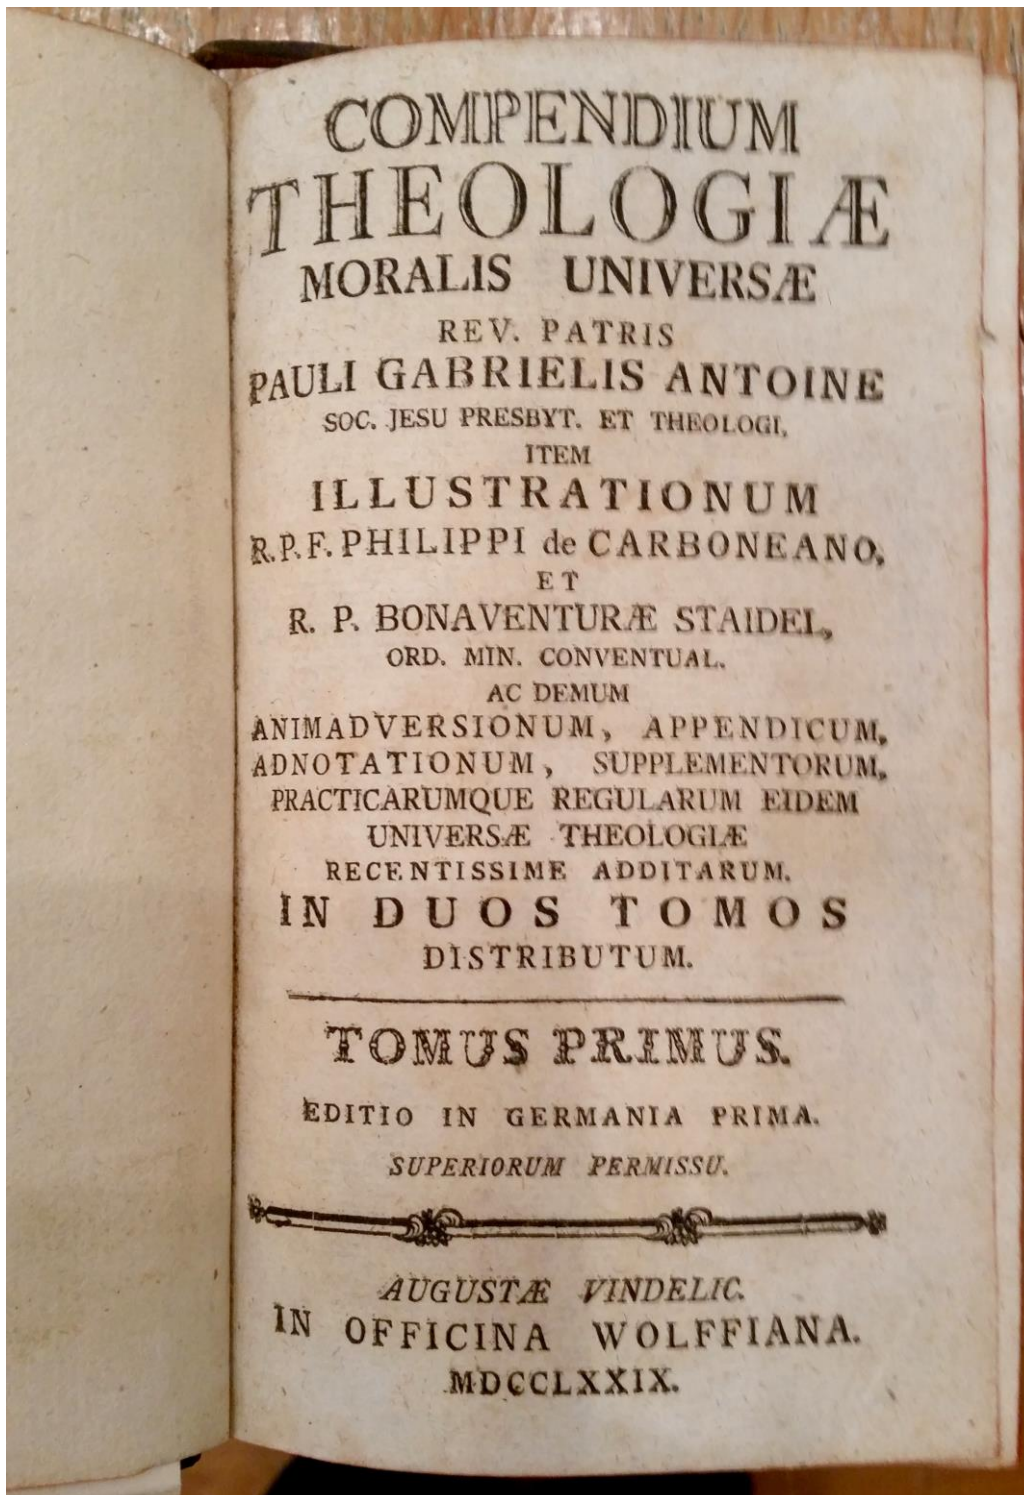 COMPENDIUM
THEOLOGIÆ
MORALIS UNIVERSÆ
REV. PATRIS
PAULI GABRIELIS ANTOINE
SOC. JESU PRESBYT. ET THEOLOGI,
ITEM
ILLUSTRATIONUM
R.P.F. PHILIPPI de CARBONEANO,
ET
R. P. BONAVENTURÆ STAIDEL,
ORD. MIN. CONVENTUAL.
AC DEMUM
ANIMADVERSIONUM, APPENDICUM,
ADNOTATIONUM, SUPPLEMENTORUM,
PRACTICARUMQUE REGULARUM EIDEM
UNIVERSÆ THEOLOGIÆ
RECENTISSIME ADDITARUM.
IN DUOS TOMOS
DISTRIBUTUM.
TOMUS PRIMUS.
EDITIO IN GERMANIA PRIMA.
SUPERIORUM PERMISSU.
AUGUSTÆ VINDELIC.
IN OFFICINA WOLFFIANA.
MDCCLXXIX.